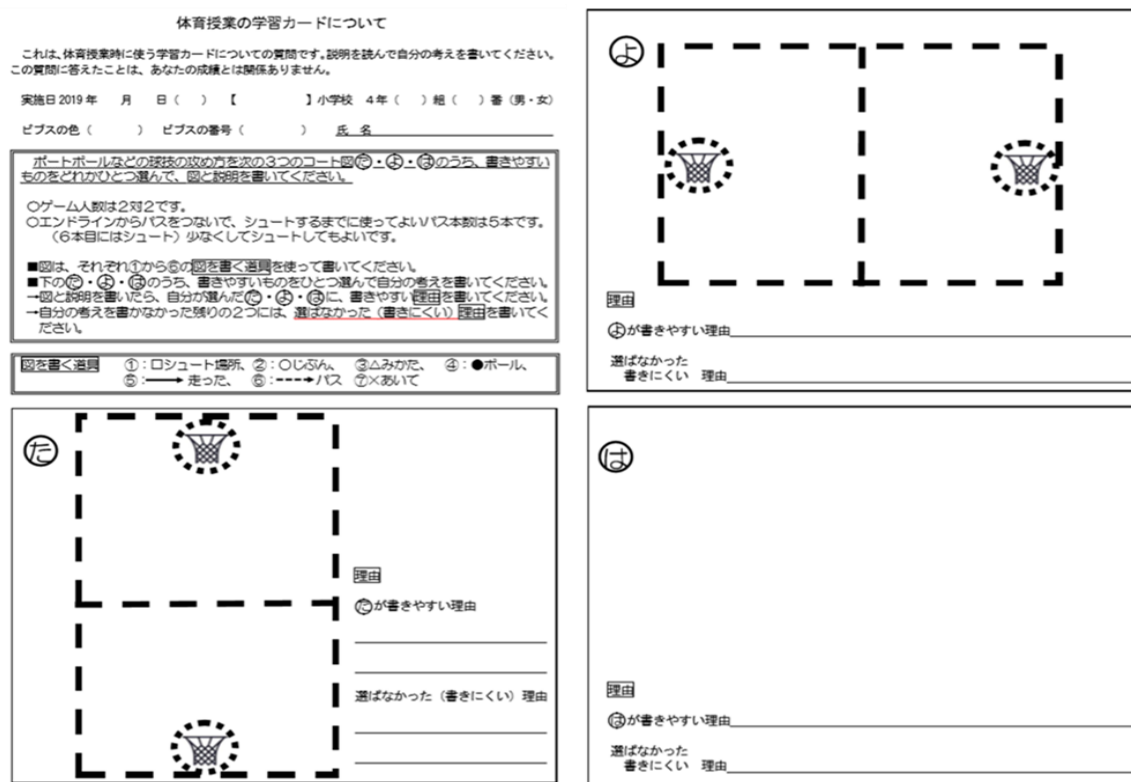 体育授業の学習カードについて
これは、体育授業時に使う学習カードについての質問です。説明を読んで自分の考えを書いてください。
この質問に答えたことは、あなたの成績とは関係ありません。
実施日2019年　　月　　日（　）【　　　　　　】小学校　4年（　）組（　）番（男・女）
ビブスの色（　　　　）　ビブスの番号（　　　　）　氏　名
ポートボールなどの球技の攻め方を次の3つのコート図㋟・㋵・㋩のうち、書きやすい
ものをどれかひとつ選んで、図と説明を書いてください。
○ゲーム人数は2対2です。
○エンドラインからパスをつないで、シュートするまでに使ってよいパス本数は5本です。
（6本目にはシュート）少なくしてシュートしてもよいです。
■図は、それぞれ①から⑥の図を書く道具を使って書いてください。
■下のた・よ・はのうち、書きやすいものをひとつ選んで自分の考えを書いてください。
→図と説明を書いたら、自分が選んだた・よ・はに、書きやすい理由を書いてください。
→自分の考えを書かなかった残りの2つには、選ばなかった（書きにくい）理由を書いてく
ださい。
図を書く道具　①：□シュート場所、②：○じぶん、　③△みかた、　④：●ボール、
⑤：──→ 走った、　⑥：----→ パス　⑦×あいて
よ
理由
よが書きやすい理由
選ばなかった
書きにくい　理由
た
理由
たが書きやすい理由
選ばなかった（書きにくい）理由
は
理由
はが書きやすい理由
選ばなかった
書きにくい　理由